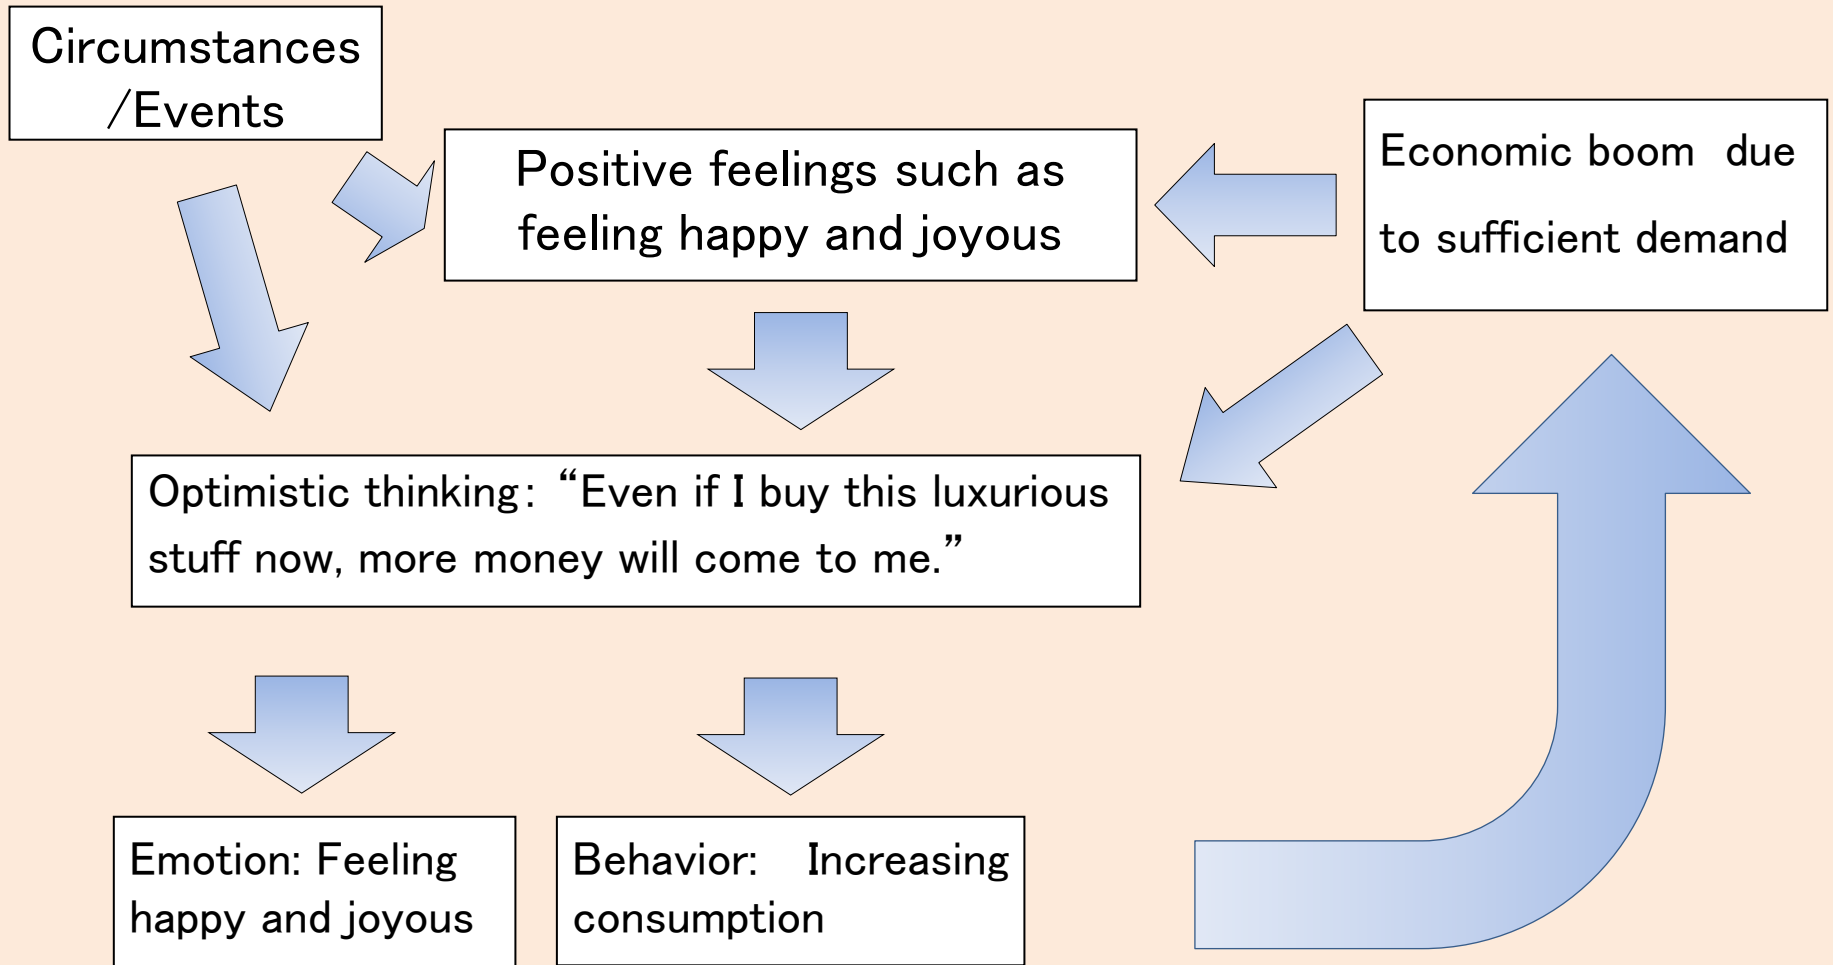 Circumstances
/Events
Positive feelings such as
feeling happy and joyous
Economic boom due
to sufficient demand
Optimistic thinking: “Even if I buy this luxurious
stuff now, more money will come to me.”
Emotion: Feeling
happy and joyous
Behavior: Increasing
consumption